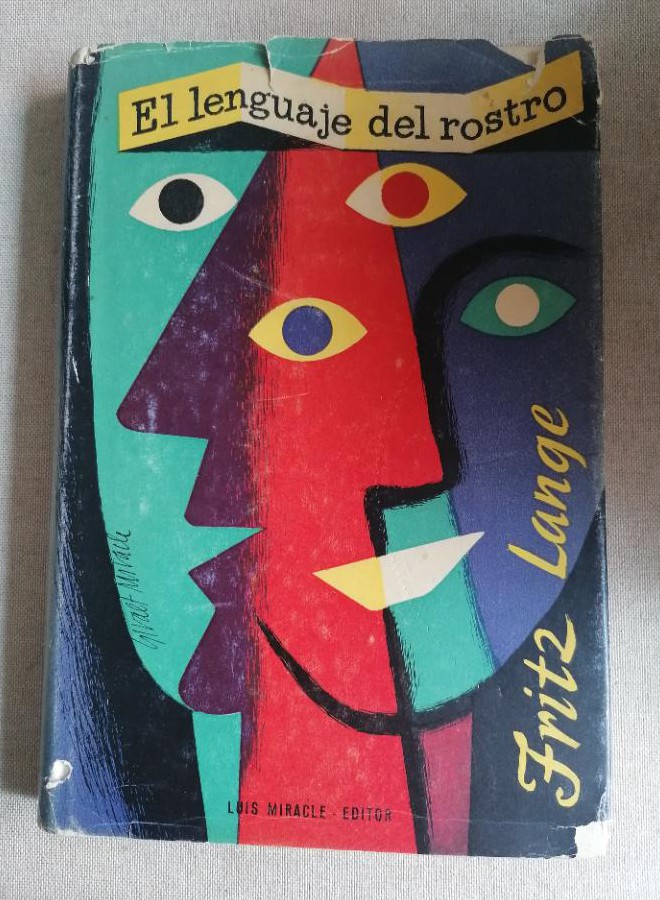 El lenguaje del rostro
Fritz Lange
LUIS MIRACLE - EDITOR